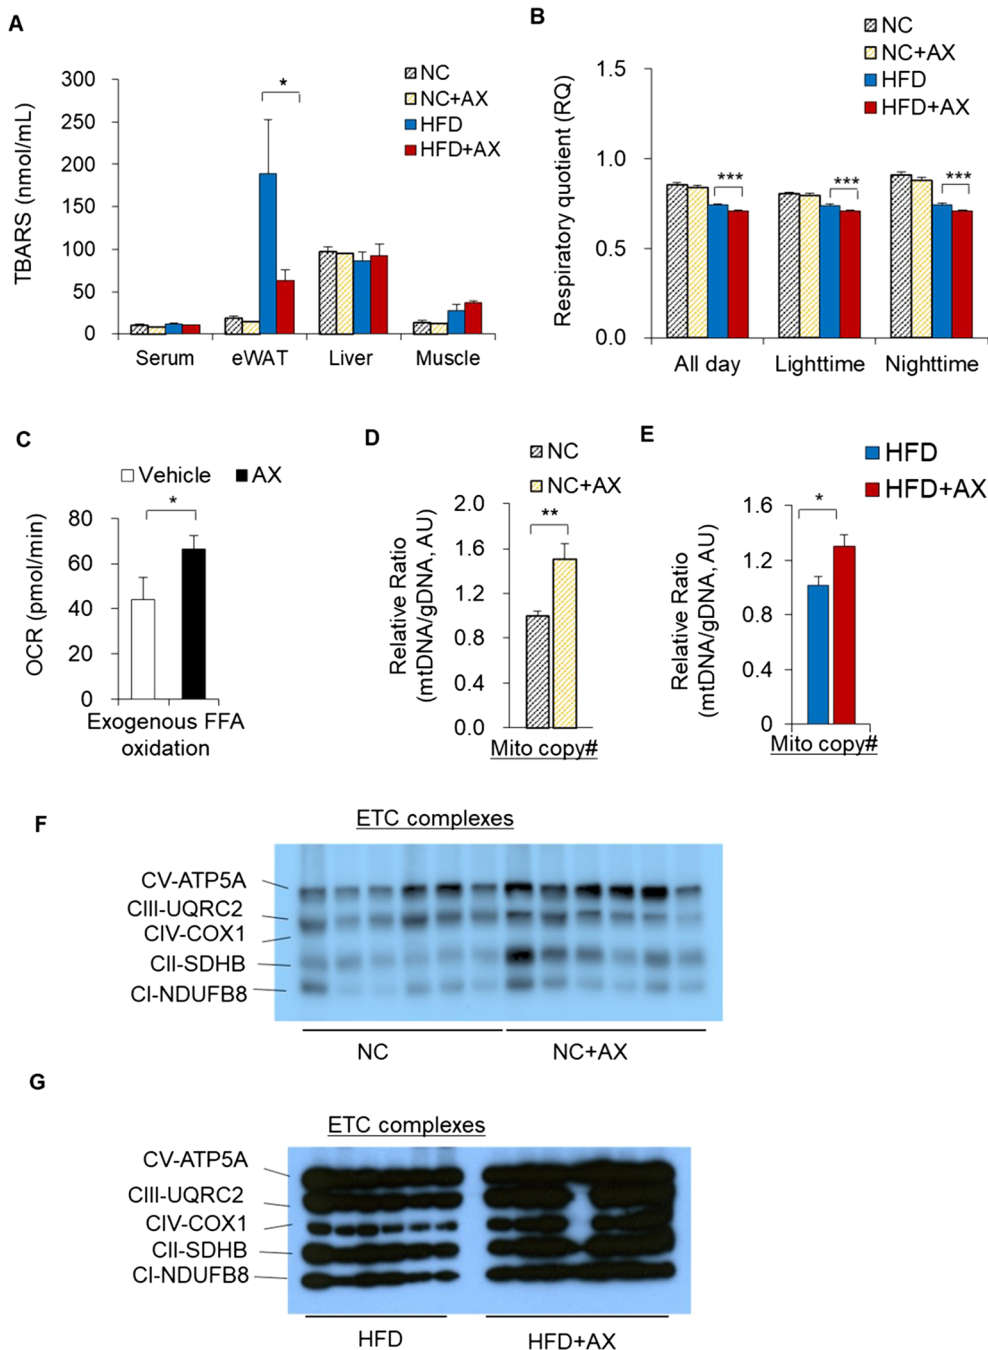 A
NC
NC+AX
HFD
HFD+AX
TBARS (nmol/mL)
300
250
200
150
100
50
0
*
Serum
eWAT
Liver
Muscle
B
NC
NC+AX
HFD
HFD+AX
Respiratory quotient (RQ)
1.5
1.0
0.5
0.0
***
***
***
All day
Lighttime
Nighttime
C
Vehicle
AX
OCR (pmol/min)
80
60
40
20
0
*
Exogenous FFA
oxidation
D
NC
NC+AX
Relative Ratio
(mtDNA/gDNA, AU)
2.0
1.6
1.2
0.8
0.4
0.0
**
Mito copy#
E
HFD
HFD+AX
Relative Ratio
(mtDNA/gDNA, AU)
1.6
1.2
0.8
0.4
0
*
Mito copy#
F
ETC complexes
CV-ATP5A
CIII-UQRC2
CIV-COX1
CII-SDHB
CI-NDUFB8
NC
NC+AX
G
ETC complexes
CV-ATP5A
CIII-UQRC2
CIV-COX1
CII-SDHB
CI-NDUFB8
HFD
HFD+AX